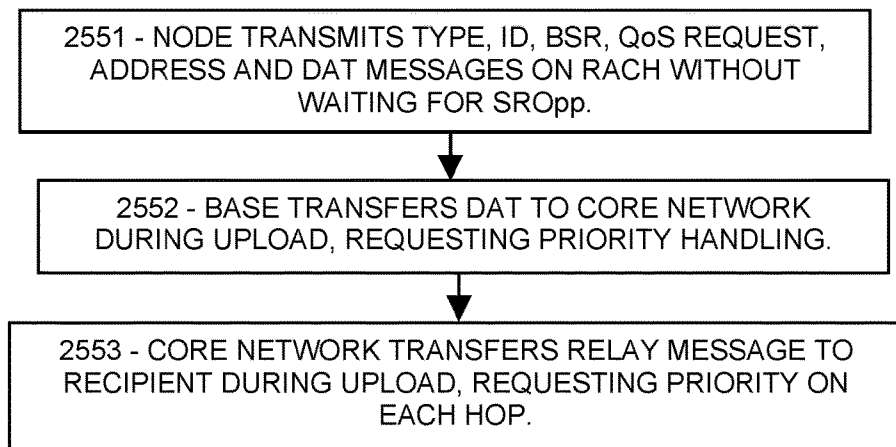 2551 - NODE TRANSMITS TYPE, ID, BSR, QoS REQUEST,
ADDRESS AND DAT MESSAGES ON RACH WITHOUT
WAITING FOR SROpp.
2552 - BASE TRANSFERS DAT TO CORE NETWORK
DURING UPLOAD, REQUESTING PRIORITY HANDLING.
2553 - CORE NETWORK TRANSFERS RELAY MESSAGE TO
RECIPIENT DURING UPLOAD, REQUESTING PRIORITY ON
EACH HOP.